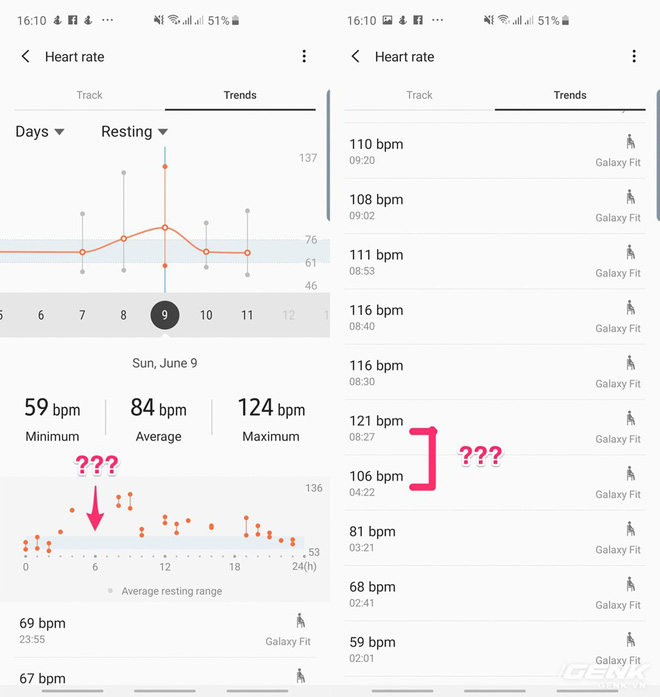 16:10
51%
Heart rate
Track
Trends
Days
Resting
137
76
61
46
5 6 7 8 9 10 11 12 1
Sun, June 9
59 bpm
84 bpm
124 bpm
Minimum
Average
Maximum
???
136
53
0 6 12 18 24(h)
Average resting range
69 bpm
23:55
Galaxy Fit
67 bpm
16:10
51%
Heart rate
Track
Trends
110 bpm
09:20
Galaxy Fit
108 bpm
09:02
Galaxy Fit
111 bpm
08:53
Galaxy Fit
116 bpm
08:40
Galaxy Fit
116 bpm
08:30
Galaxy Fit
121 bpm
08:27
Galaxy Fit
???
106 bpm
04:22
Galaxy Fit
81 bpm
03:21
Galaxy Fit
68 bpm
02:41
Galaxy Fit
59 bpm
02:01
Galaxy Fit
GENK
GENK.VN